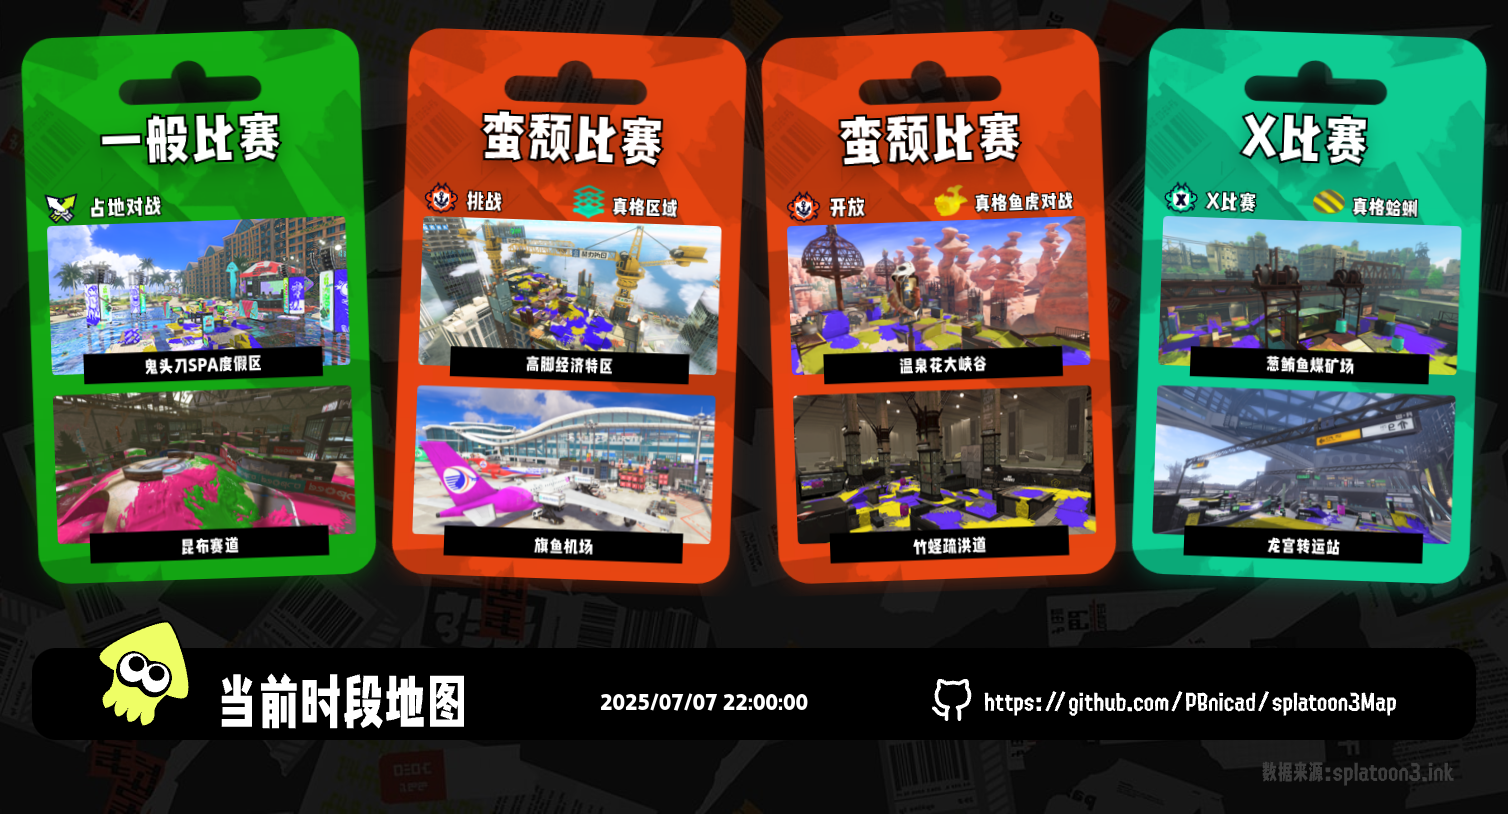 一般比赛
占地对战
鬼头刀SPA度假区
昆布赛道
蛮颓比赛
挑战
真格区域
高脚经济特区
旗鱼机场
蛮颓比赛
开放
真格鱼虎对战
温泉花大峡谷
竹蛏疏洪道
X比赛
X比赛
真格蛤蜊
葱鲔鱼煤矿场
龙宫转运站
当前时段地图
2025/07/07 22:00:00
https://github.com/PBnicad/splatoon3Map
数据来源:splatoon3.ink